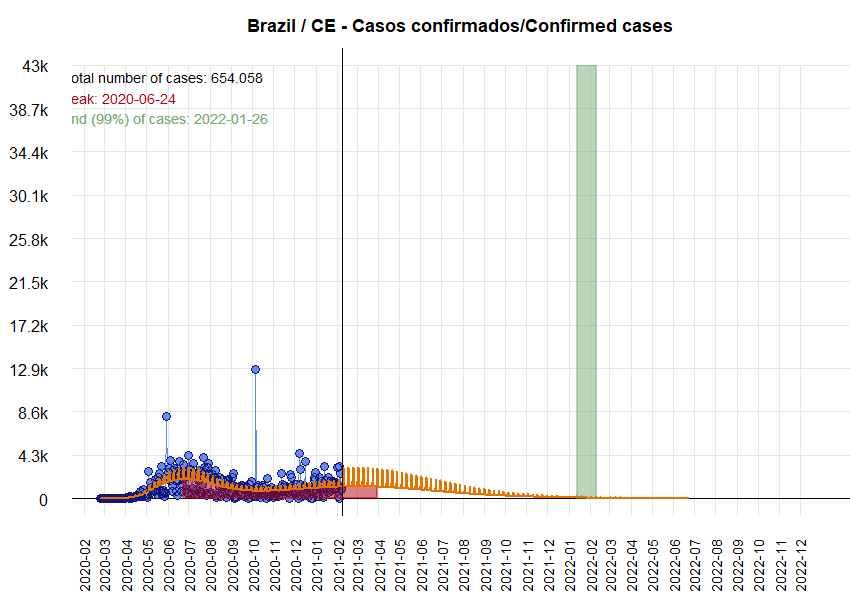 Brazil / CE - Casos confirmados/Confirmed cases
43k
otal number of cases: 654.058
eak: 2020-06-24
38.7k
nd (99%) of cases: 2022-01-26
34.4k
30.1k
25.8k
21.5k
17.2k
12.9k
8.6k
4.3k
0
2020-02
2020-03
2020-04
2020-05
2020-06
2020-07
2020-08
2020-09
2020-10
2020-11
2020-12
2021-01
2021-02
2021-03
2021-04
2021-05
2021-06
2021-07
2021-08
2021-09
2021-10
2021-11
2021-12
2022-01
2022-02
2022-03
2022-04
2022-05
2022-06
2022-07
2022-08
2022-09
2022-10
2022-11
2022-12